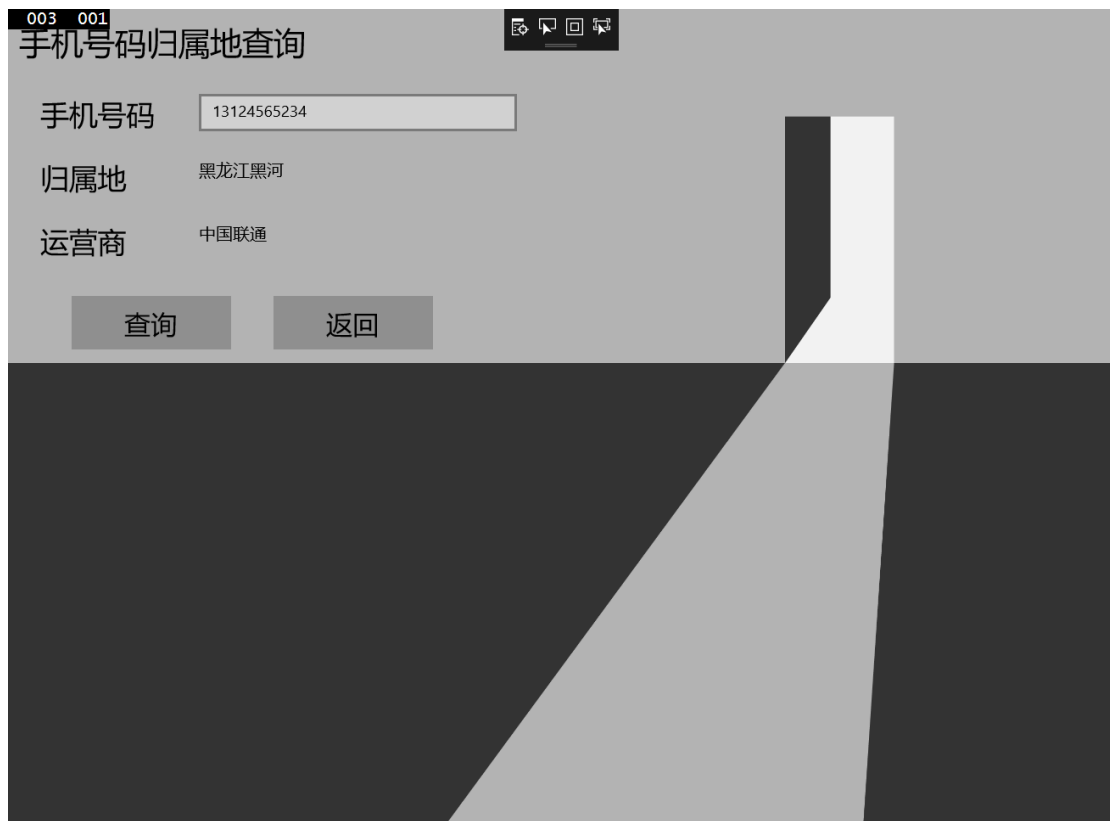 003 001
手机号码归属地查询
手机号码 13124565234
归属地 黑龙江黑河
运营商 中国联通
查询 返回